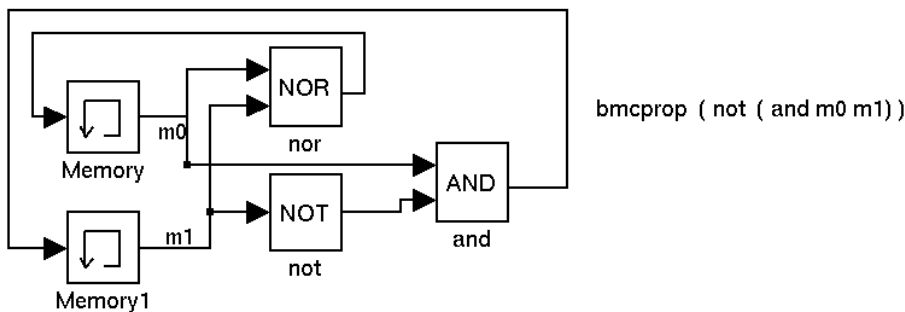 NOR
m0
nor
bmcprop ( not ( and m0 m1) )
Memory
AND
NOT
m1
and
not
Memory1